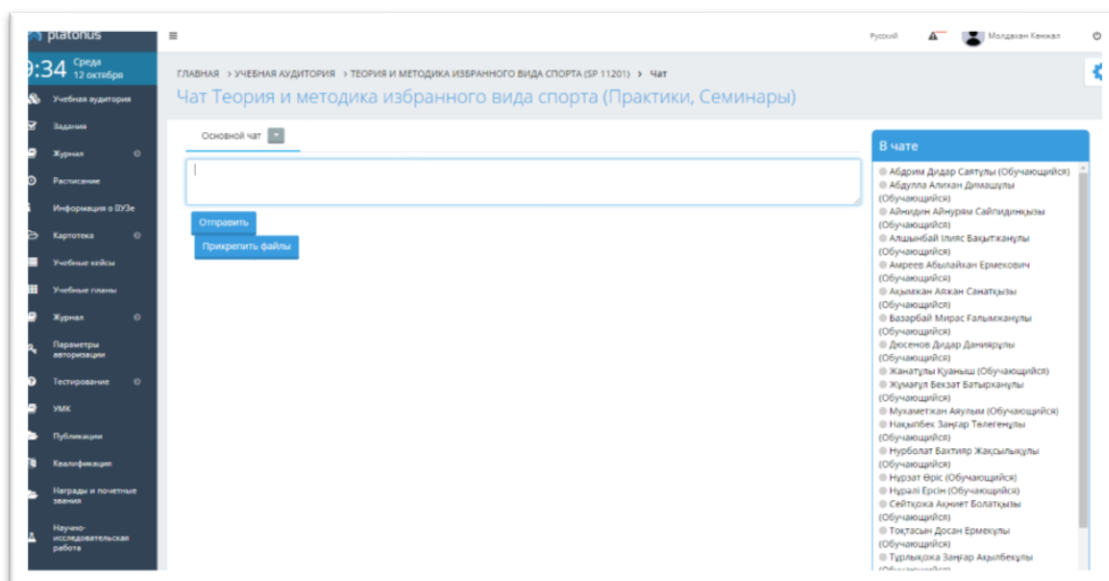 platonus
Русский
Молдахан Кенжал
9:34 Среда
12 октября
ГЛАВНАЯ > УЧЕБНАЯ АУДИТОРИЯ > ТЕОРИЯ И МЕТОДИКА ИЗБРАННОГО ВИДА СПОРТА (SP 11201) > Чат
Чат Теория и методика избранного вида спорта (Практики, Семинары)
Учебная аудитория
Задания
Журнал
Расписание
Информация о ВУЗе
Картотека
Учебные кейсы
Учебные планы
Журнал
Параметры
авторизации
Тестирование
УМК
Публикации
Квалификация
Награды и почетные
звания
Научно-
исследовательская
работа
Основной чат
Отправить
Прикрепить файлы
В чате
Абдрим Дидар Саятұлы (Обучающийся)
Абдулла Алихан Димашұлы
(Обучающийся)
Айнидин Айнурям Сайпидинқызы
(Обучающийся)
Алшынбай Ілияс Бақытжанұлы
(Обучающийся)
Амреев Абылайхан Ермекович
(Обучающийся)
Ақымжан Аяжан Санатқызы
(Обучающийся)
Базарбай Мирас Ғалымжанұлы
(Обучающийся)
Дюсенов Дидар Даниярұлы
(Обучающийся)
Жанатұлы Қуаныш (Обучающийся)
Жұмағұл Бекзат Батырханұлы
(Обучающийся)
Мухаметжан Аяулым (Обучающийся)
Нақыпбек Заңғар Төлегенұлы
(Обучающийся)
Нурболат Бахтияр Жақсылықұлы
(Обучающийся)
Нұрзат Өріс (Обучающийся)
Нұралі Ерсін (Обучающийся)
Сейтқожа Ақниет Болатқызы
(Обучающийся)
Тоқтасын Досан Ермекұлы
(Обучающийся)
Тұрлықожа Заңғар Ақылбекұлы
(Обучающийся)